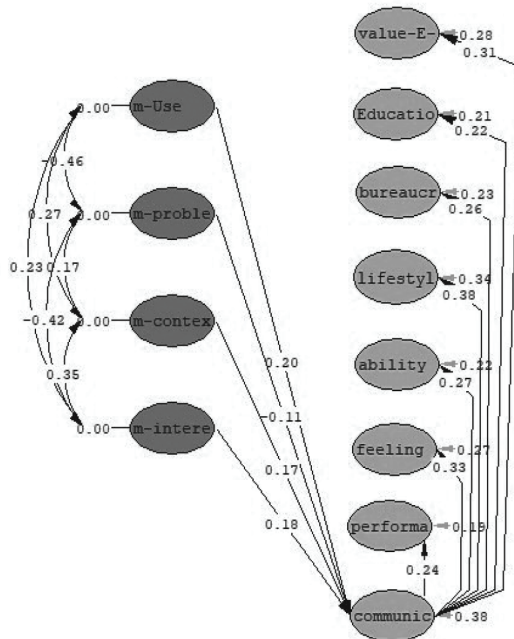 value-E-
0.28
0.31
0.00
m-Use
Educatio
0.21
0.22
-0.46
bureaucr
0.23
0.26
0.00
m-proble
0.27
0.23
0.17
lifestyl
0.34
0.38
-0.42
0.00
m-contex
0.20
ability
0.22
0.27
0.35
-0.11
0.00
m-intere
feeling
0.27
0.33
0.17
0.18
performa
0.19
0.24
communic
0.38